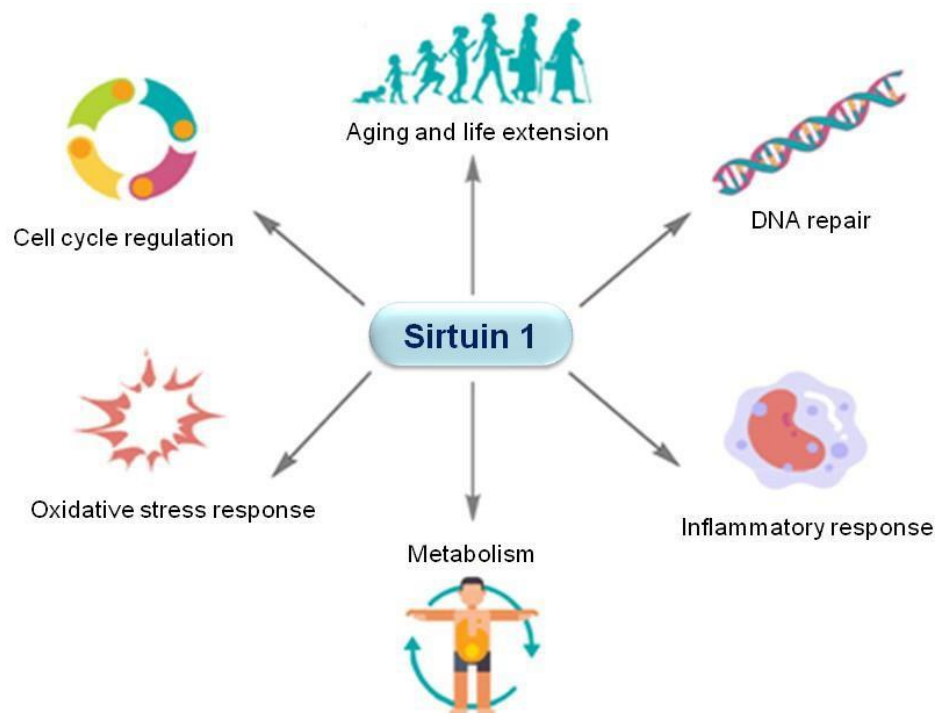 Aging and life extension
Cell cycle regulation
DNA repair
Sirtuin 1
Oxidative stress response
Inflammatory response
Metabolism